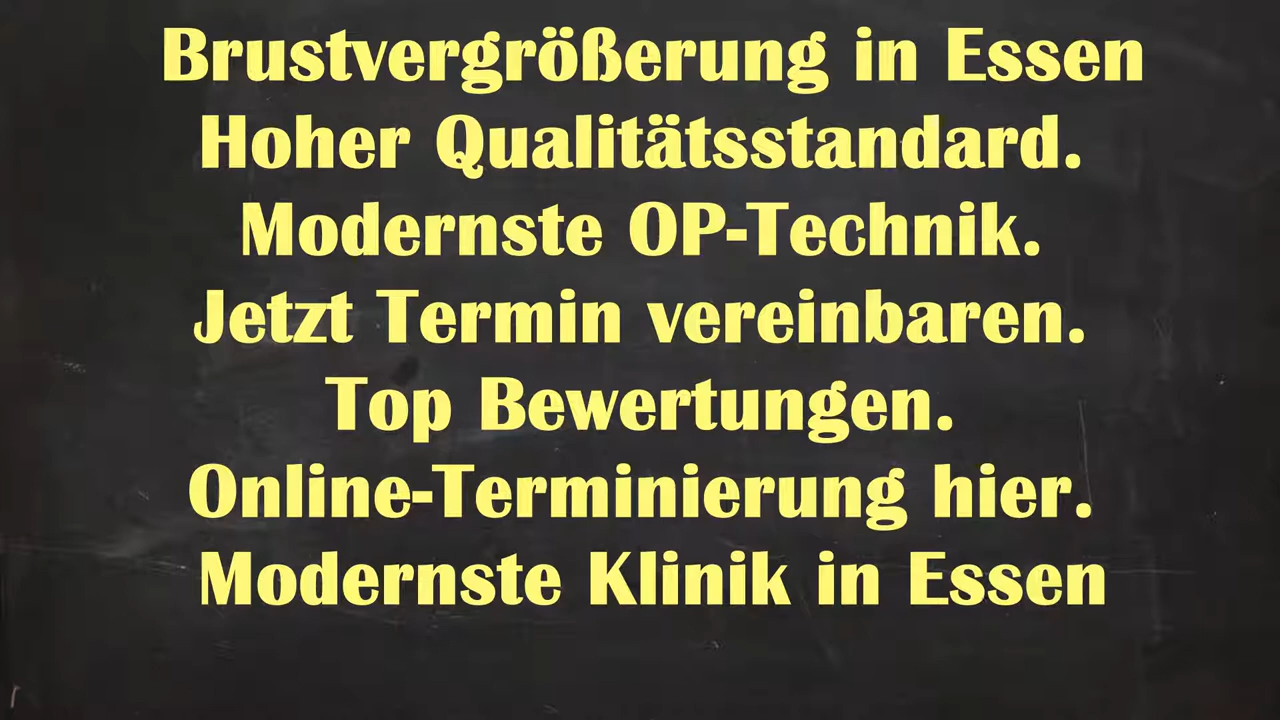 Brustvergrößerung in Essen
Hoher Qualitätsstandard.
Modernste OP-Technik.
Jetzt Termin vereinbaren.
Top Bewertungen.
Online-Terminierung hier.
Modernste Klinik in Essen